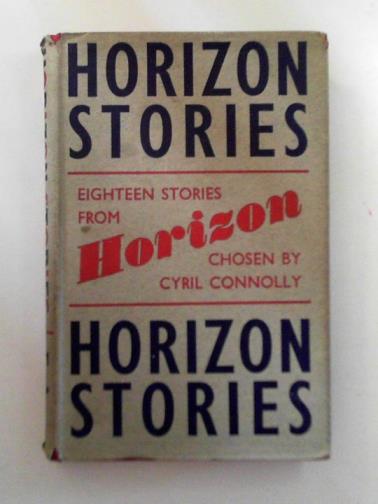 HORIZON
STORIES
EIGHTEEN STORIES
FROM
Horizon
CHOSEN BY
CYRIL CONNOLLY
HORIZON
STORIES